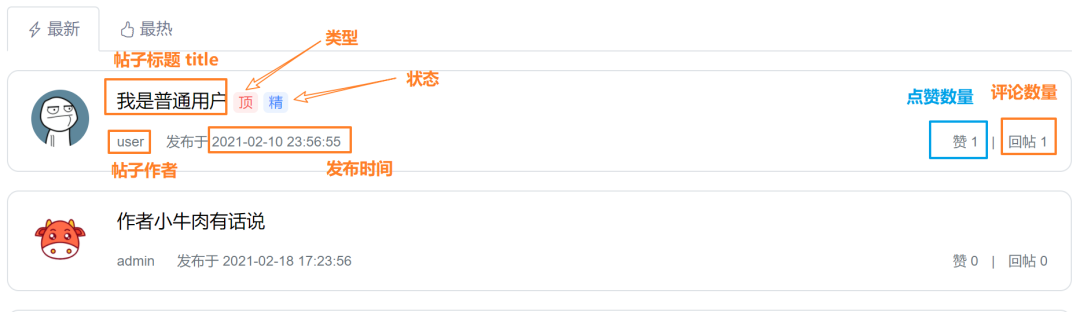 最新
最热
帖子标题 title
类型
状态
点赞数量
评论数量
我是普通用户 顶 精
user 发布于 2021-02-10 23:56:55 赞 1 | 回帖 1
帖子作者
发布时间
作者小牛肉有话说
admin 发布于 2021-02-18 17:23:56 赞 0 | 回帖 0